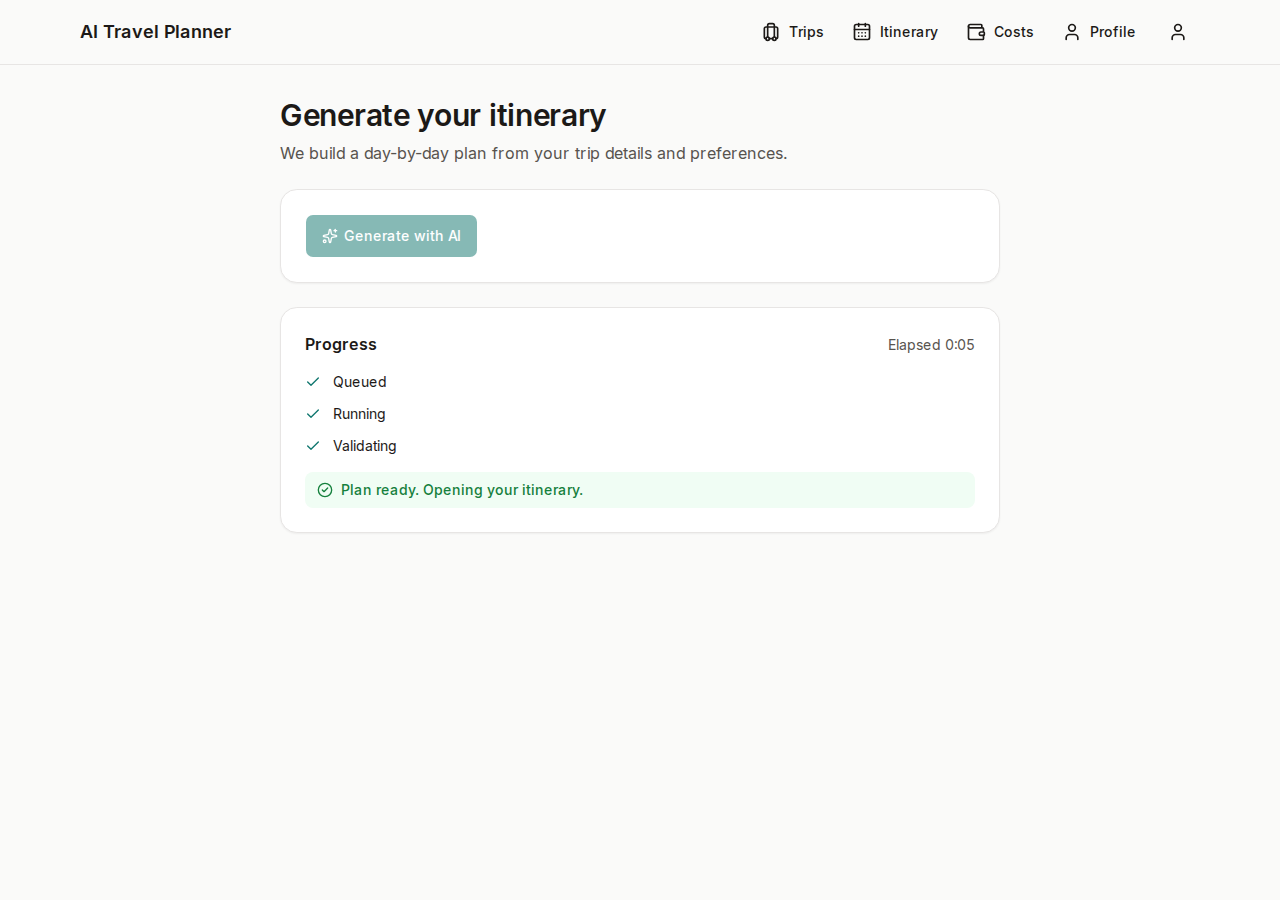 AI Travel Planner
Trips
Itinerary
Costs
Profile
Generate your itinerary
We build a day-by-day plan from your trip details and preferences.
Generate with AI
Progress
Elapsed 0:05
Queued
Running
Validating
Plan ready. Opening your itinerary.